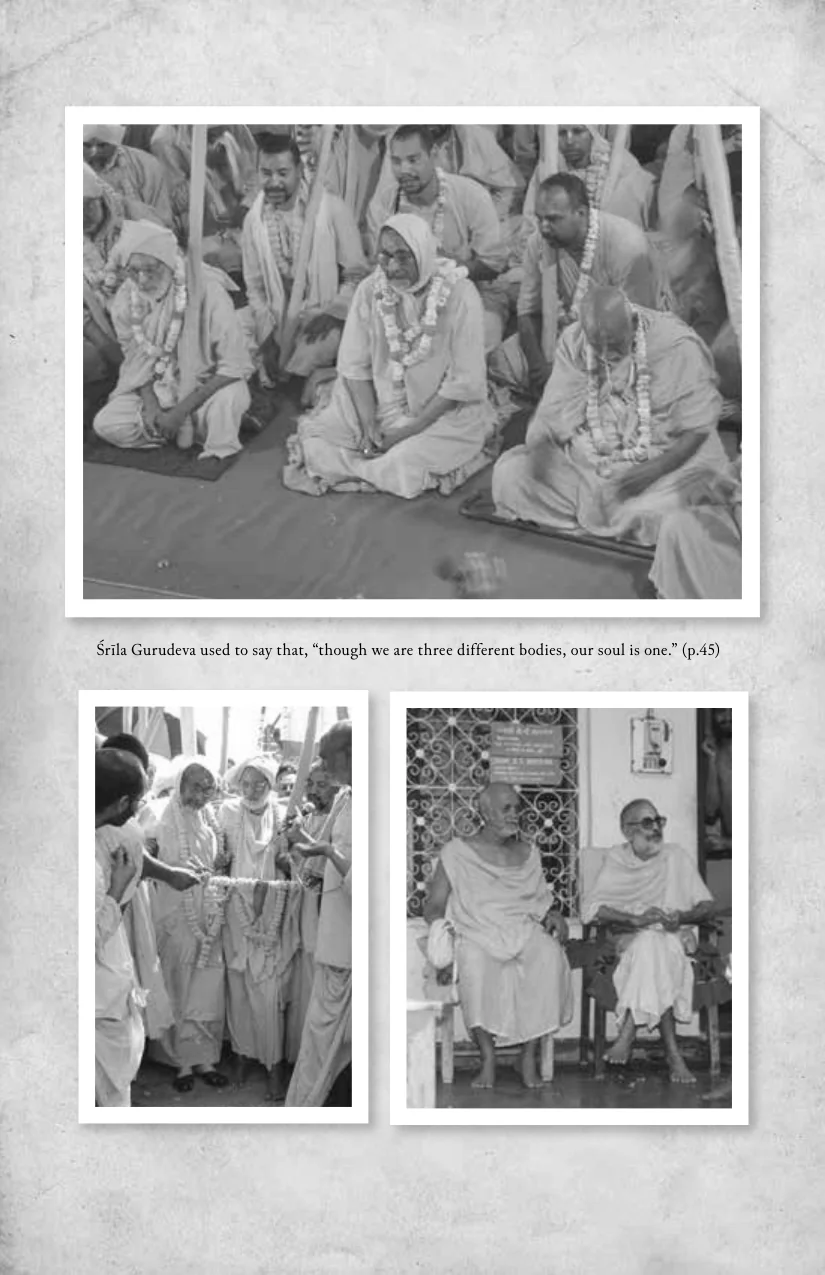 Śrīla Gurudeva used to say that, “though we are three different bodies, our soul is one.” (p.45)